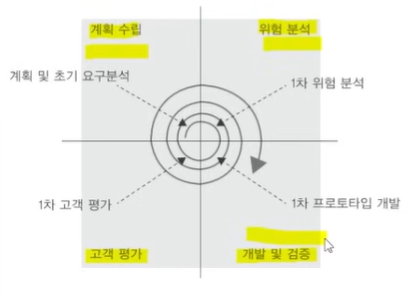 계획 수립
위험 분석
계획 및 초기 요구분석
1차 위험 분석
1차 고객 평가
1차 프로토타입 개발
고객 평가
개발 및 검증